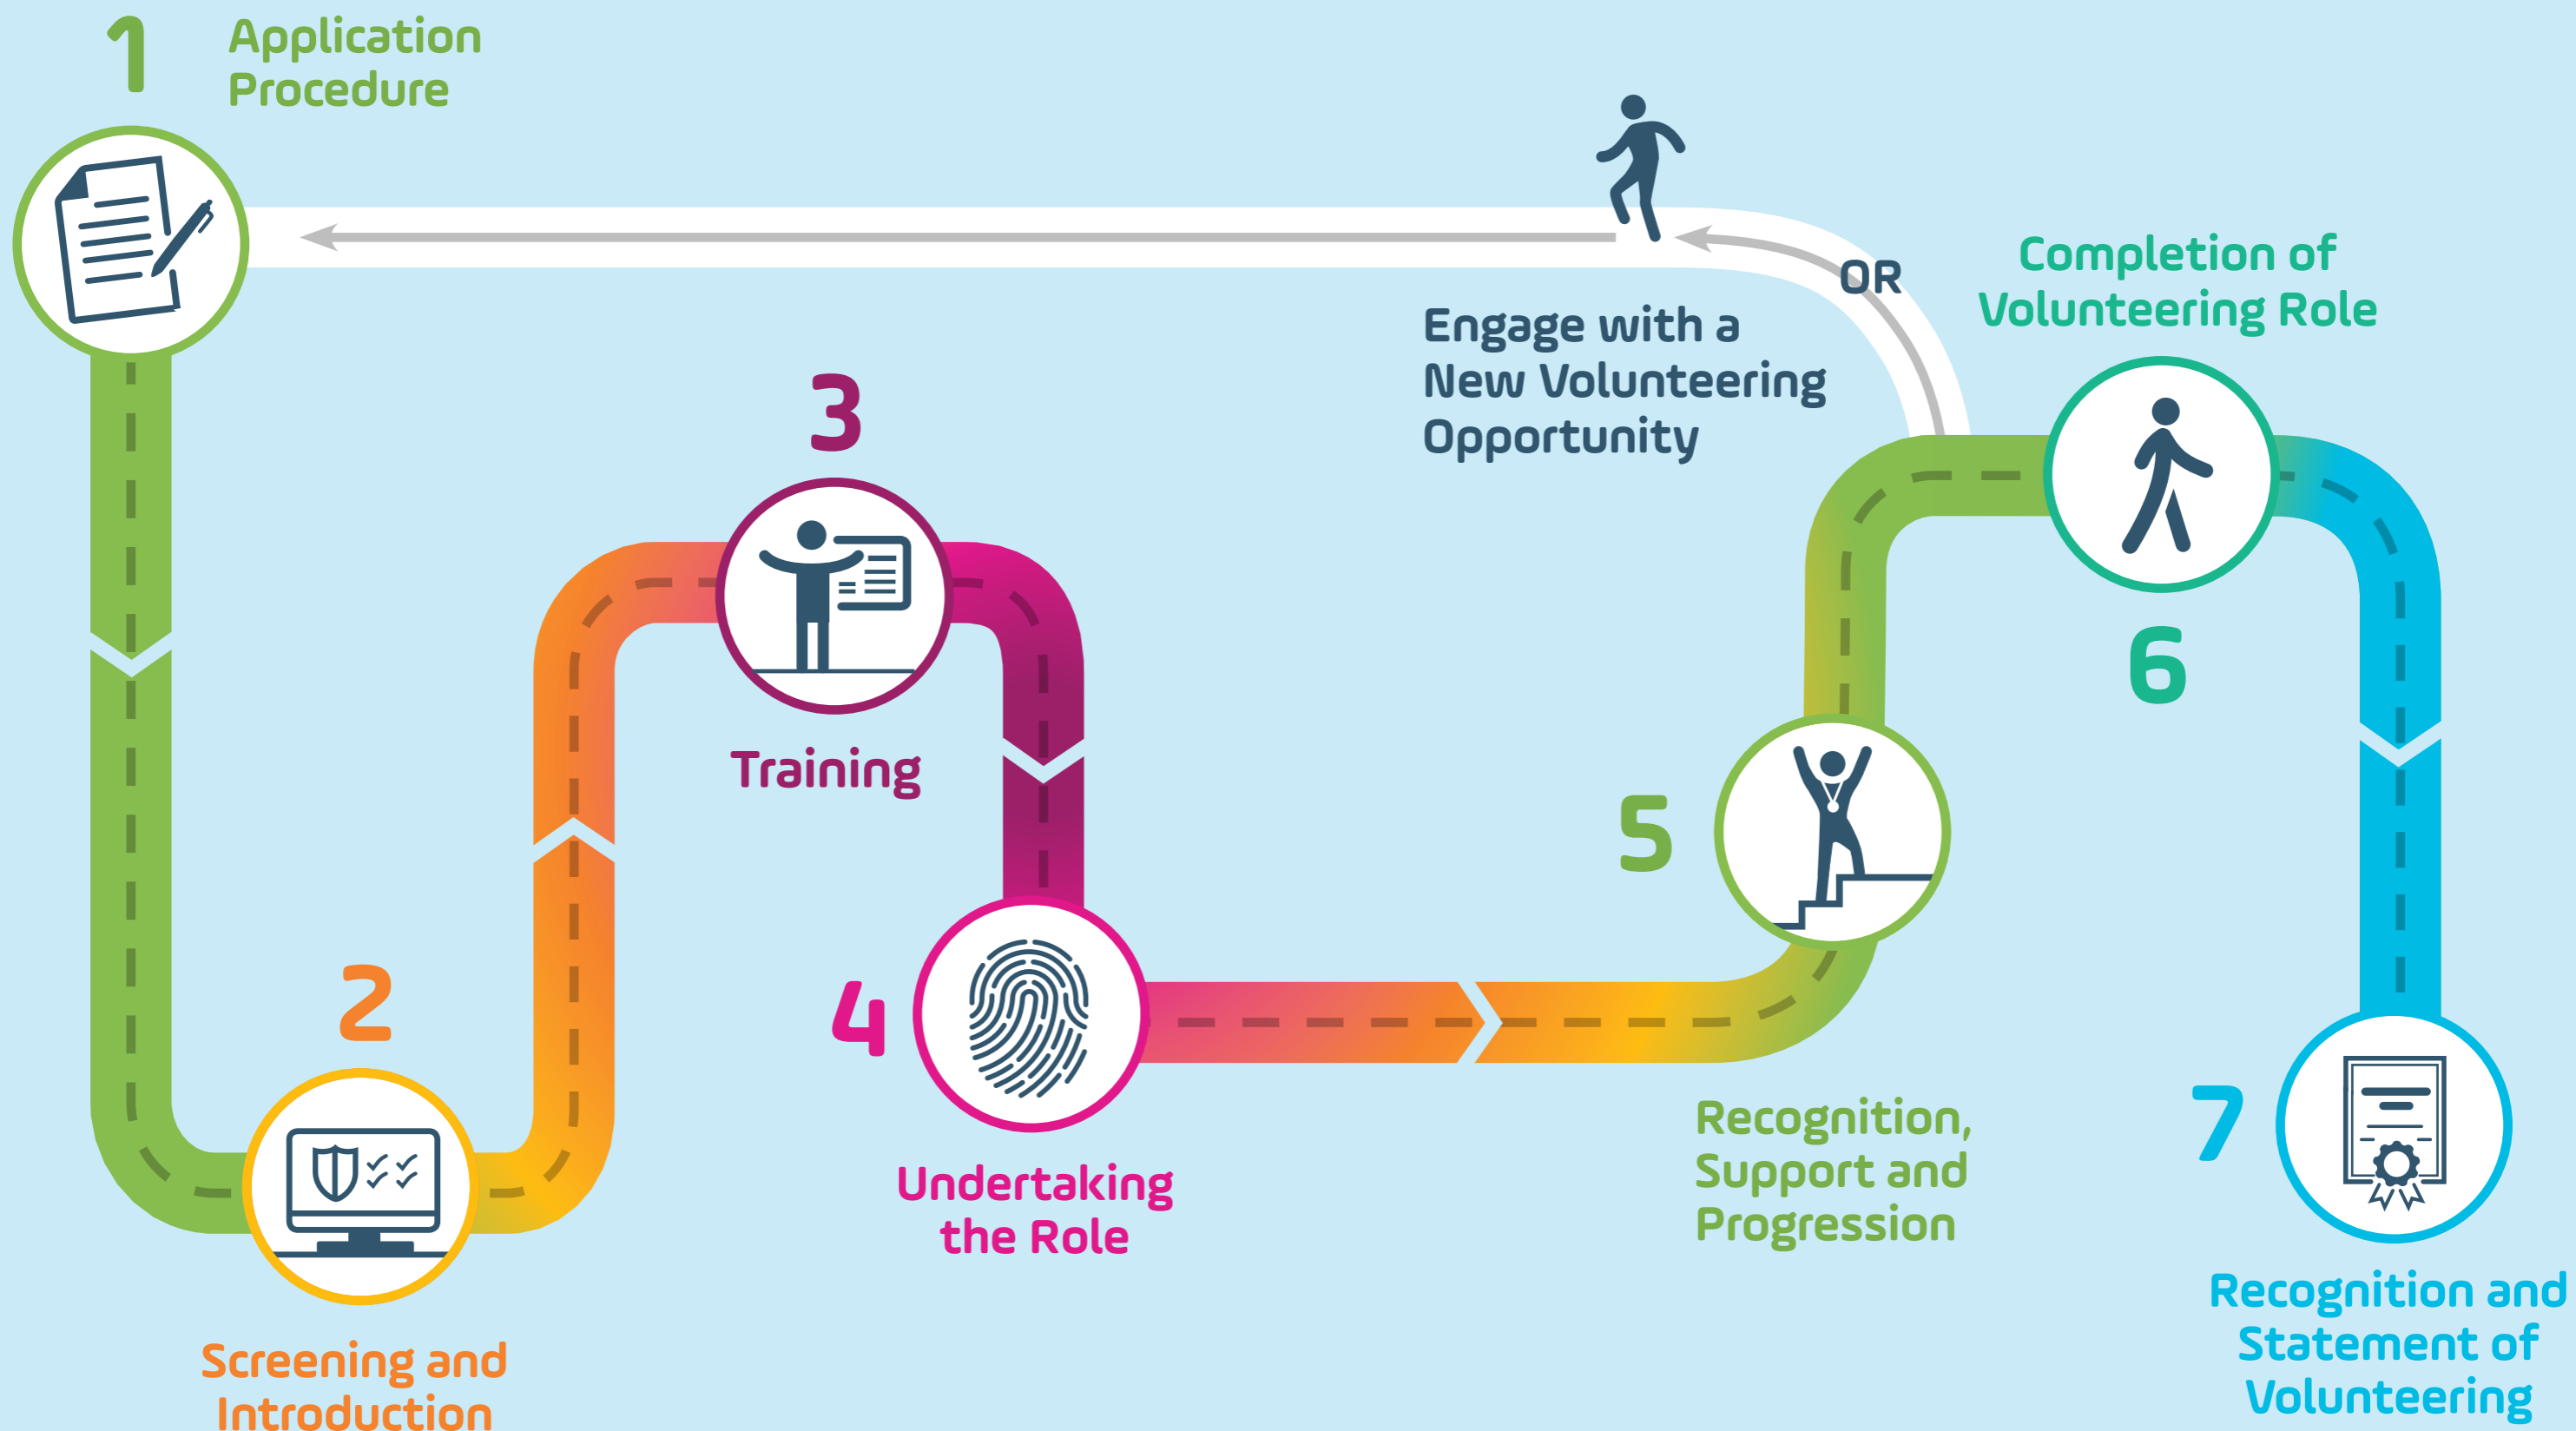 1
Application
Procedure
2
Screening and
Introduction
3
Training
4
Undertaking
the Role
5
Recognition,
Support and
Progression
OR
Engage with a
New Volunteering
Opportunity
Completion of
Volunteering Role
6
7
Recognition and
Statement of
Volunteering